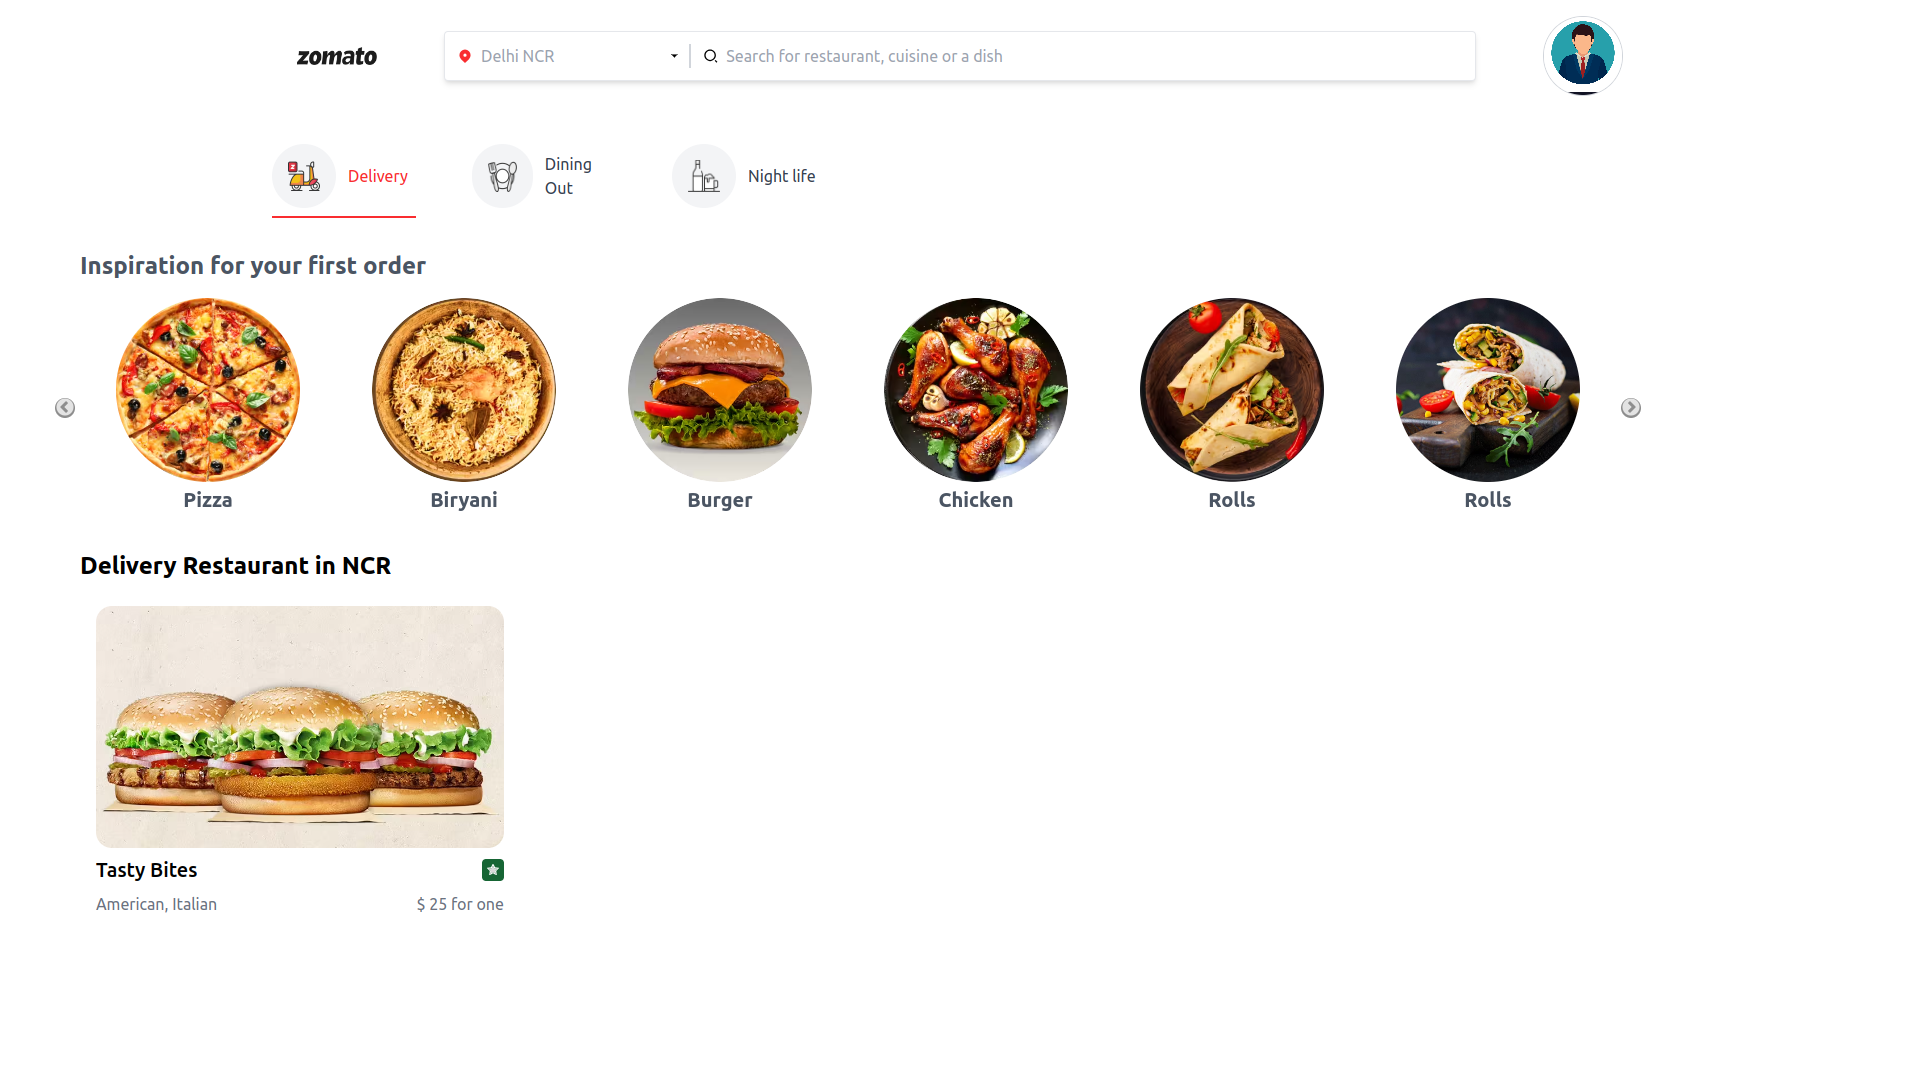 zomato
Delhi NCR
Search for restaurant, cuisine or a dish
Delivery
Dining
Out
Night life
Inspiration for your first order
Pizza
Biryani
Burger
Chicken
Rolls
Rolls
Delivery Restaurant in NCR
Tasty Bites
American, Italian
$ 25 for one